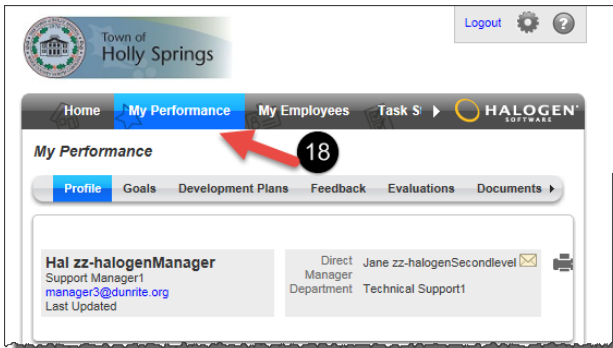 Town of
Holly Springs
Logout
Home My Performance My Employees Task S HALOGEN
SOFTWARE
My Performance
18
Profile Goals Development Plans Feedback Evaluations Documents
Hal zz-halogenManager
Support Manager1
manager3@dunrite.org
Last Updated
Direct Manager Jane zz-halogenSecondlevel
Department Technical Support1